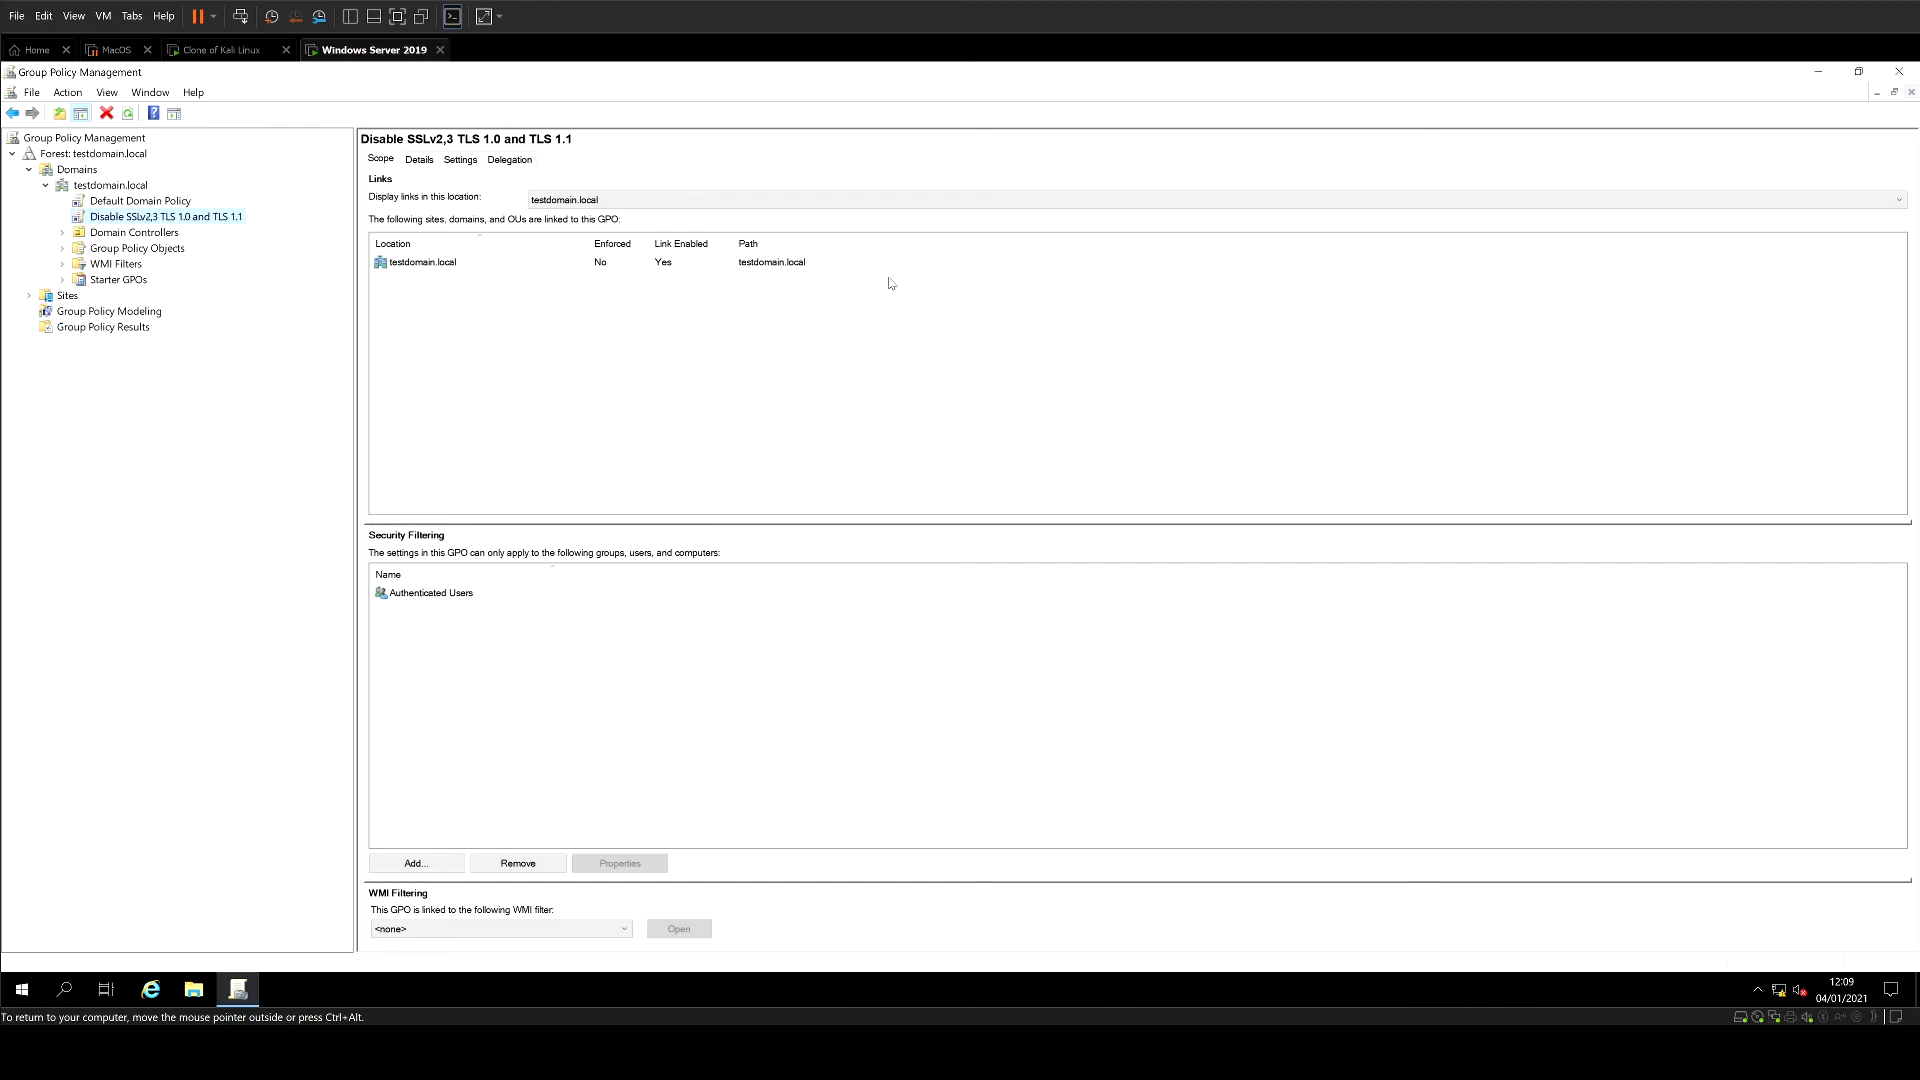 File Edit View VM Tabs Help
Home MacOS Clone of Kali Linux Windows Server 2019
Group Policy Management
File Action View Window Help
Group Policy Management
Forest: testdomain.local
Domains
testdomain.local
Default Domain Policy
Disable SSLv2,3 TLS 1.0 and TLS 1.1
Domain Controllers
Group Policy Objects
WMI Filters
Starter GPOs
Sites
Group Policy Modeling
Group Policy Results
Disable SSLv2,3 TLS 1.0 and TLS 1.1
Scope Details Settings Delegation
Links
Display links in this location: testdomain.local
The following sites, domains, and OUs are linked to this GPO:
Location Enforced Link Enabled Path
testdomain.local No Yes testdomain.local
Security Filtering
The settings in this GPO can only apply to the following groups, users, and computers:
Name
Authenticated Users
Add... Remove Properties
WMI Filtering
This GPO is linked to the following WMI filter:
<none> Open
12:09
04/01/2021
To return to your computer, move the mouse pointer outside or press Ctrl+Alt.